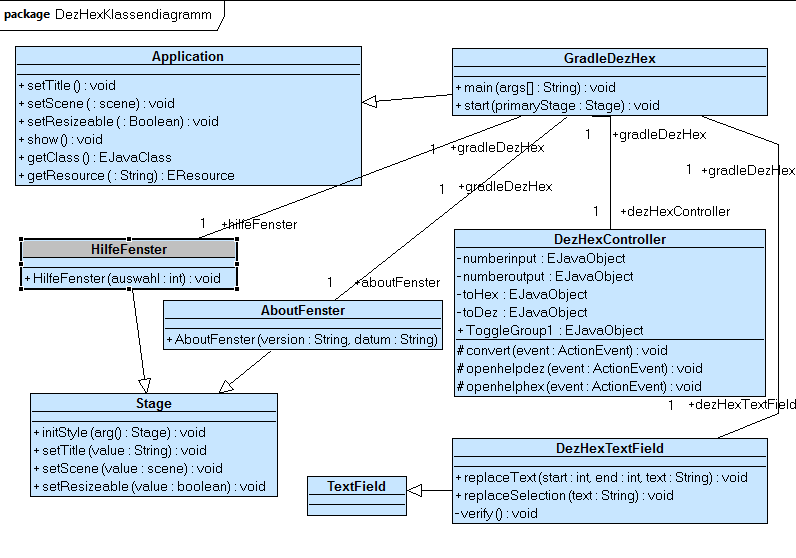 package DezHexKlassendiagramm
Application
+ setTitle () : void
+ setScene ( : scene) : void
+ setResizeable ( : Boolean) : void
+ show () : void
+ getClass () : EJavaClass
+ getResource ( : String) : EResource
GradleDezHex
+ main (args[] : String) : void
+ start (primaryStage : Stage) : void
1 +gradleDezHex
1 +gradleDezHex
1 +gradleDezHex
1 +gradleDezHex
1 +hilfeFenster
1 +dezHexController
1 +aboutFenster
1 +dezHexTextField
HilfeFenster
+ HilfeFenster (auswahl : int) : void
DezHexController
- numberinput : EJavaObject
- numberoutput : EJavaObject
- toHex : EJavaObject
- toDez : EJavaObject
+ ToggleGroup1 : EJavaObject
# convert (event : ActionEvent) : void
# openhelpdez (event : ActionEvent) : void
# openhelphex (event : ActionEvent) : void
AboutFenster
+ AboutFenster (version : String, datum : String)
Stage
+ initStyle (arg() : Stage) : void
+ setTitle (value : String) : void
+ setScene (value : scene) : void
+ setResizeable (value : boolean) : void
TextField
DezHexTextField
+ replaceText (start : int, end : int, text : String) : void
+ replaceSelection (text : String) : void
- verify () : void